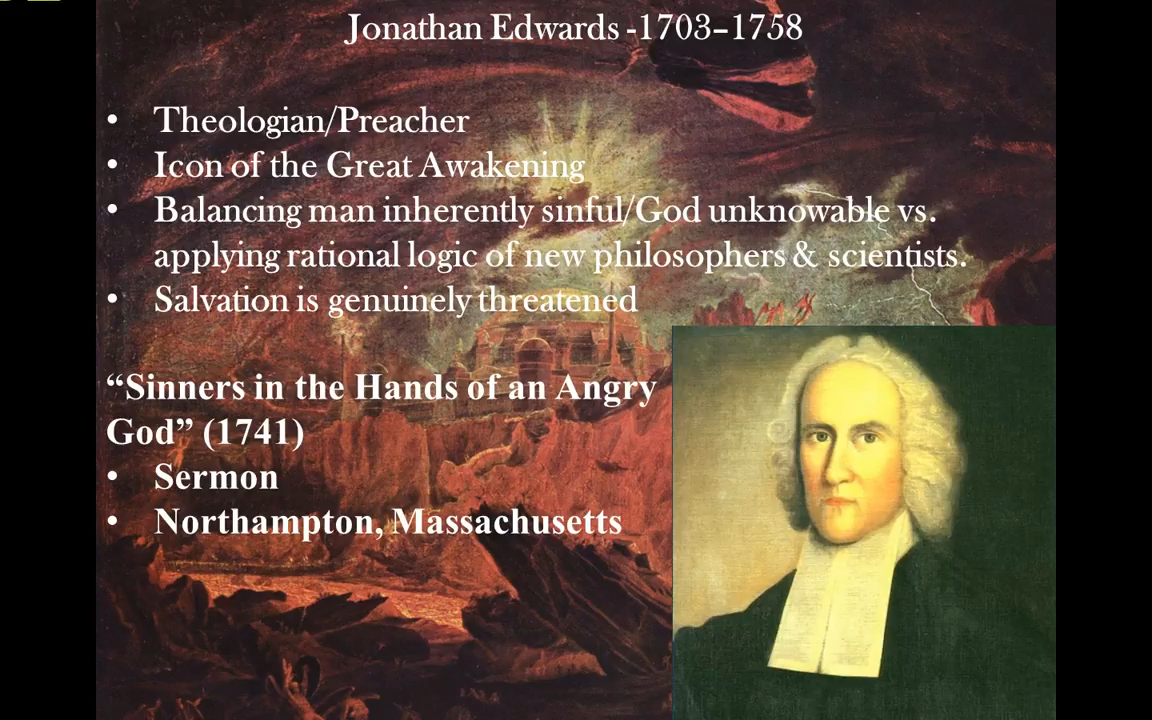 Jonathan Edwards -1703–1758
• Theologian/Preacher
• Icon of the Great Awakening
• Balancing man inherently sinful/God unknowable vs.
applying rational logic of new philosophers & scientists.
• Salvation is genuinely threatened
“Sinners in the Hands of an Angry
God” (1741)
• Sermon
• Northampton, Massachusetts